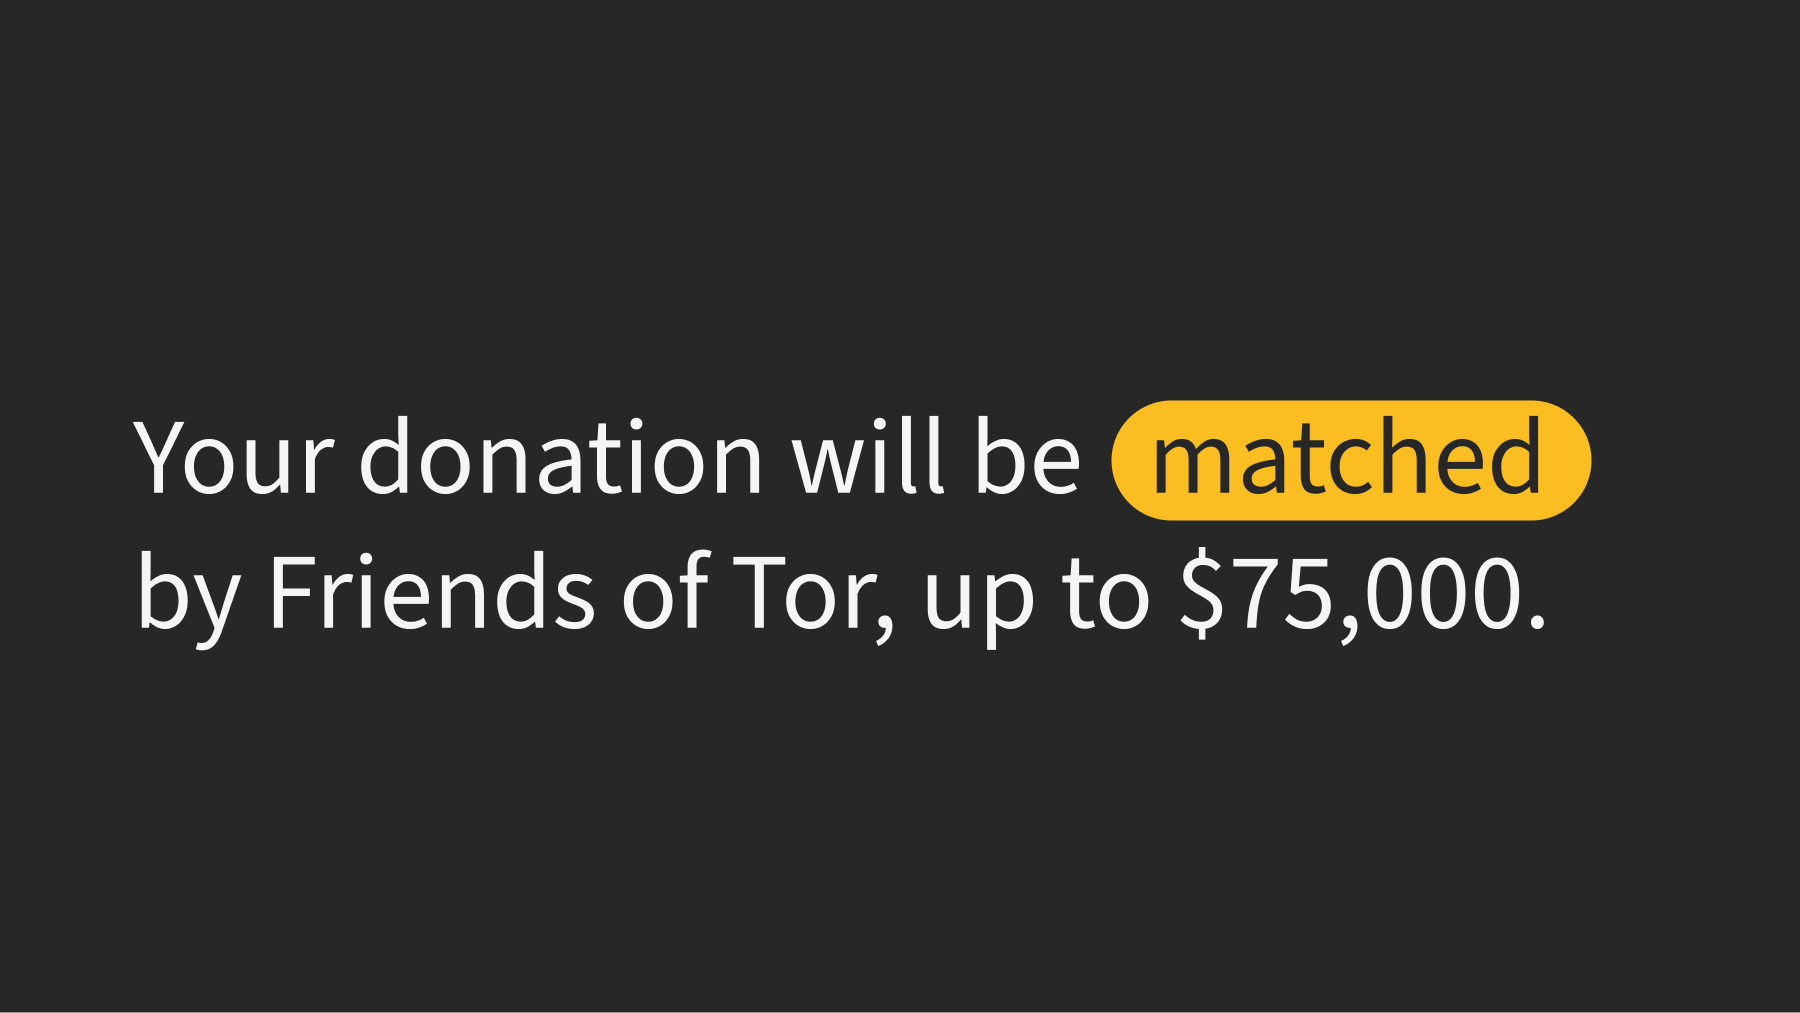 Your donation will be matched
by Friends of Tor, up to $75,000.